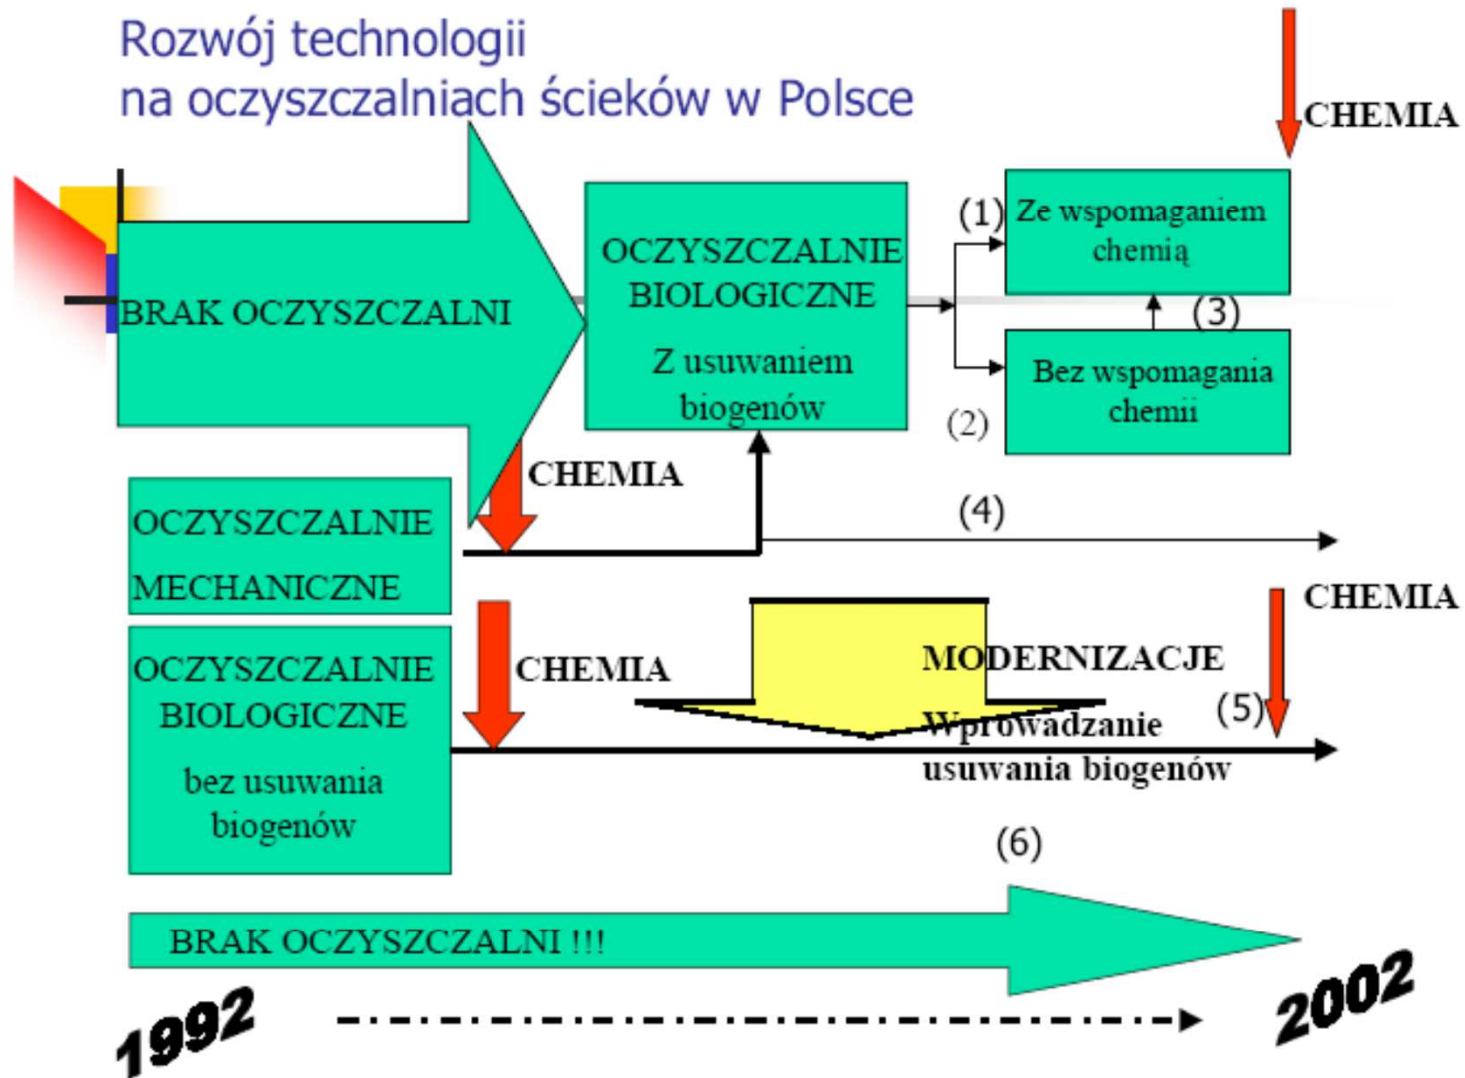 Rozwój technologii
na oczyszczalniach ścieków w Polsce
CHEMIA
BRAK OCZYSZCZALNI
OCZYSZCZALNIE
BIOLOGICZNE
Z usuwaniem
biogenów
(1)
Ze wspomaganiem
chemią
(3)
Bez wspomagania
chemii
(2)
CHEMIA
(4)
OCZYSZCZALNIE
MECHANICZNE
CHEMIA
OCZYSZCZALNIE
BIOLOGICZNE
bez usuwania
biogenów
CHEMIA
MODERNIZACJE
Wprowadzanie
usuwania biogenów
(5)
(6)
BRAK OCZYSZCZALNI !!!
1992
2002